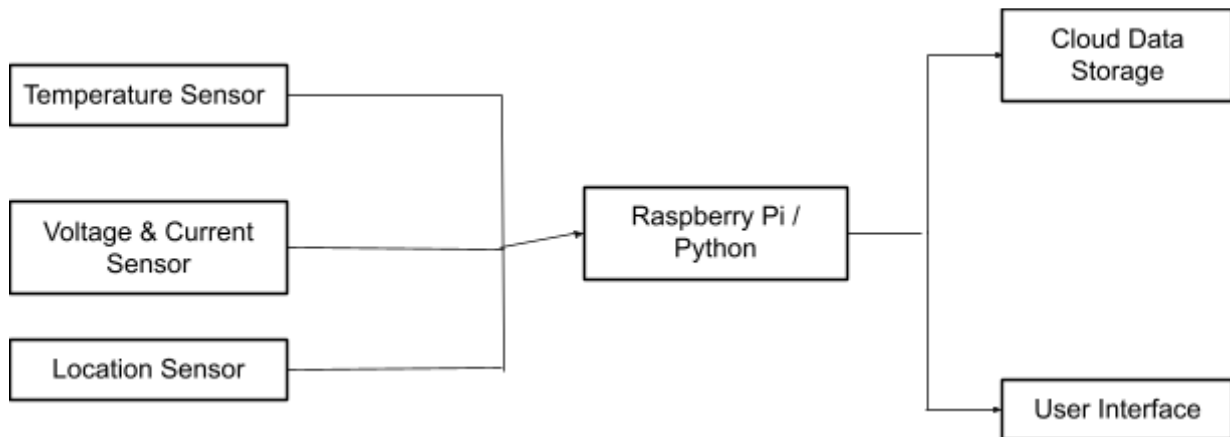 Temperature Sensor
Voltage & Current
Sensor
Location Sensor
Raspberry Pi /
Python
Cloud Data
Storage
User Interface